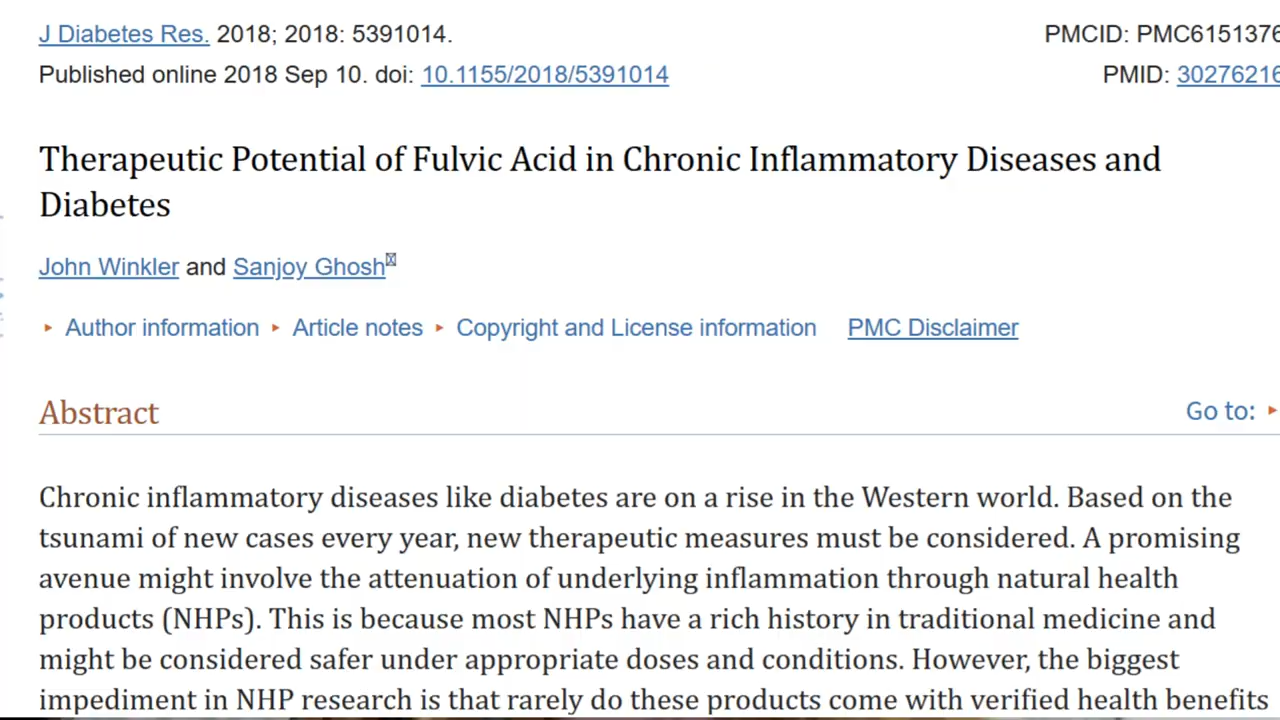 J Diabetes Res. 2018; 2018: 5391014. PMCID: PMC6151376
Published online 2018 Sep 10. doi: 10.1155/2018/5391014 PMID: 30276216
Therapeutic Potential of Fulvic Acid in Chronic Inflammatory Diseases and
Diabetes
John Winkler and Sanjoy Ghosh
Author information Article notes Copyright and License information PMC Disclaimer
Abstract Go to:
Chronic inflammatory diseases like diabetes are on a rise in the Western world. Based on the
tsunami of new cases every year, new therapeutic measures must be considered. A promising
avenue might involve the attenuation of underlying inflammation through natural health
products (NHPs). This is because most NHPs have a rich history in traditional medicine and
might be considered safer under appropriate doses and conditions. However, the biggest
impediment in NHP research is that rarely do these products come with verified health benefits